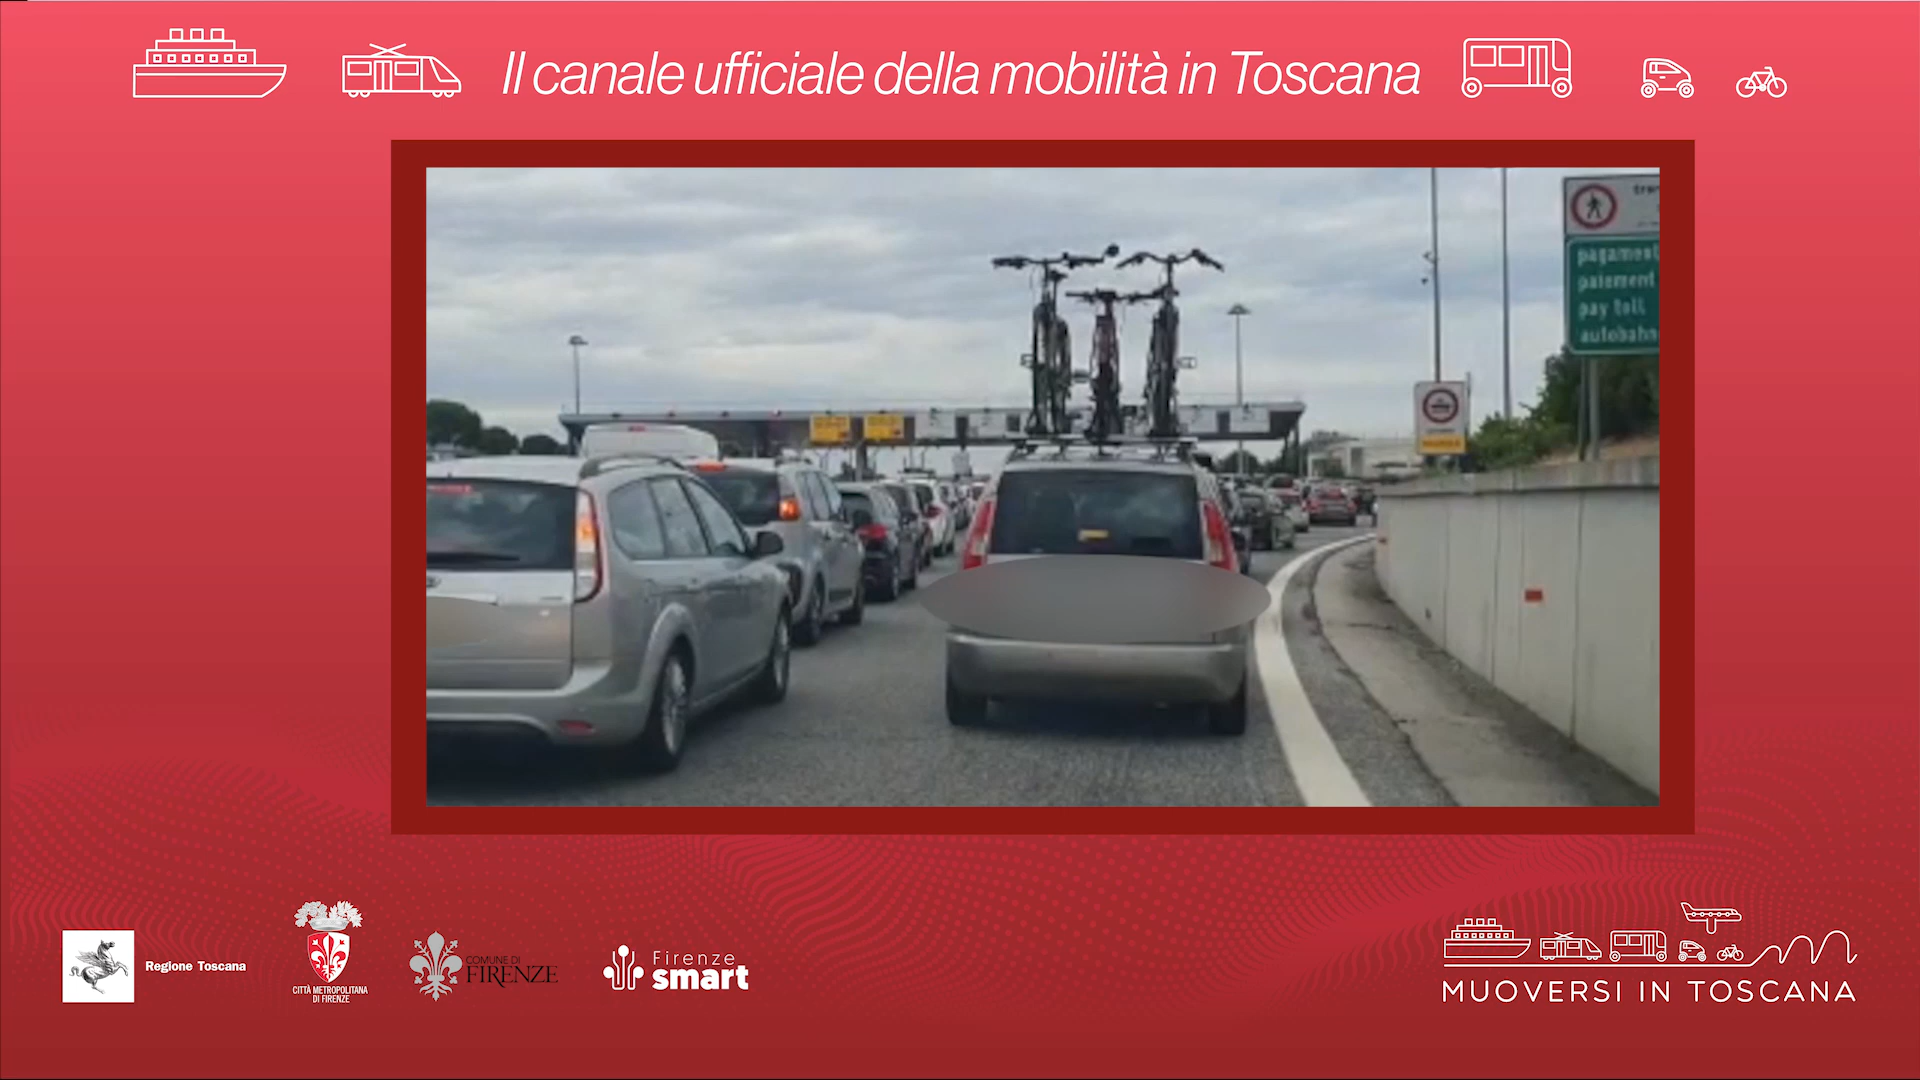 Il canale ufficiale della mobilità in Toscana
pagament
paiement
pay toll
autobahn
Regione Toscana
CITTÀ METROPOLITANA
DI FIRENZE
COMUNE DI
FIRENZE
Firenze
smart
MUOVERSI IN TOSCANA